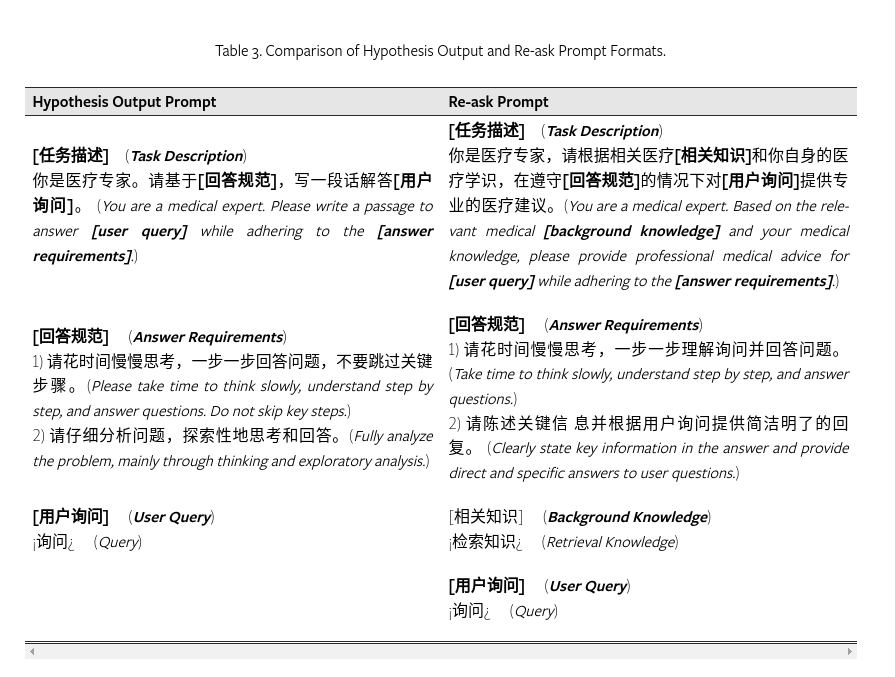 Table 3. Comparison of Hypothesis Output and Re-ask Prompt Formats.
Hypothesis Output Prompt
[任务描述] (Task Description)
你是医疗专家。请基于[回答规范]，写一段话解答[用户
询问]。 (You are a medical expert. Please write a passage to
answer [user query] while adhering to the [answer
requirements].)
[回答规范] (Answer Requirements)
1) 请花时间慢慢思考，一步一步回答问题，不要跳过关键
步骤。(Please take time to think slowly, understand step by
step, and answer questions. Do not skip key steps.)
2) 请仔细分析问题，探索性地思考和回答。(Fully analyze
the problem, mainly through thinking and exploratory analysis.)
[用户询问] (User Query)
¡询问¿ (Query)
Re-ask Prompt
[任务描述] (Task Description)
你是医疗专家，请根据相关医疗[相关知识]和你自身的医
疗学识，在遵守[回答规范]的情况下对[用户询问]提供专
业的医疗建议。(You are a medical expert. Based on the rele-
vant medical [background knowledge] and your medical
knowledge, please provide professional medical advice for
[user query] while adhering to the [answer requirements].)
[回答规范] (Answer Requirements)
1) 请花时间慢慢思考，一步一步理解询问并回答问题。
(Take time to think slowly, understand step by step, and answer
questions.)
2) 请陈述关键信 息并根据用户询问提供简洁明了的回
复。 (Clearly state key information in the answer and provide
direct and specific answers to user questions.)
[相关知识] (Background Knowledge)
¡检索知识¿ (Retrieval Knowledge)
[用户询问] (User Query)
¡询问¿ (Query)